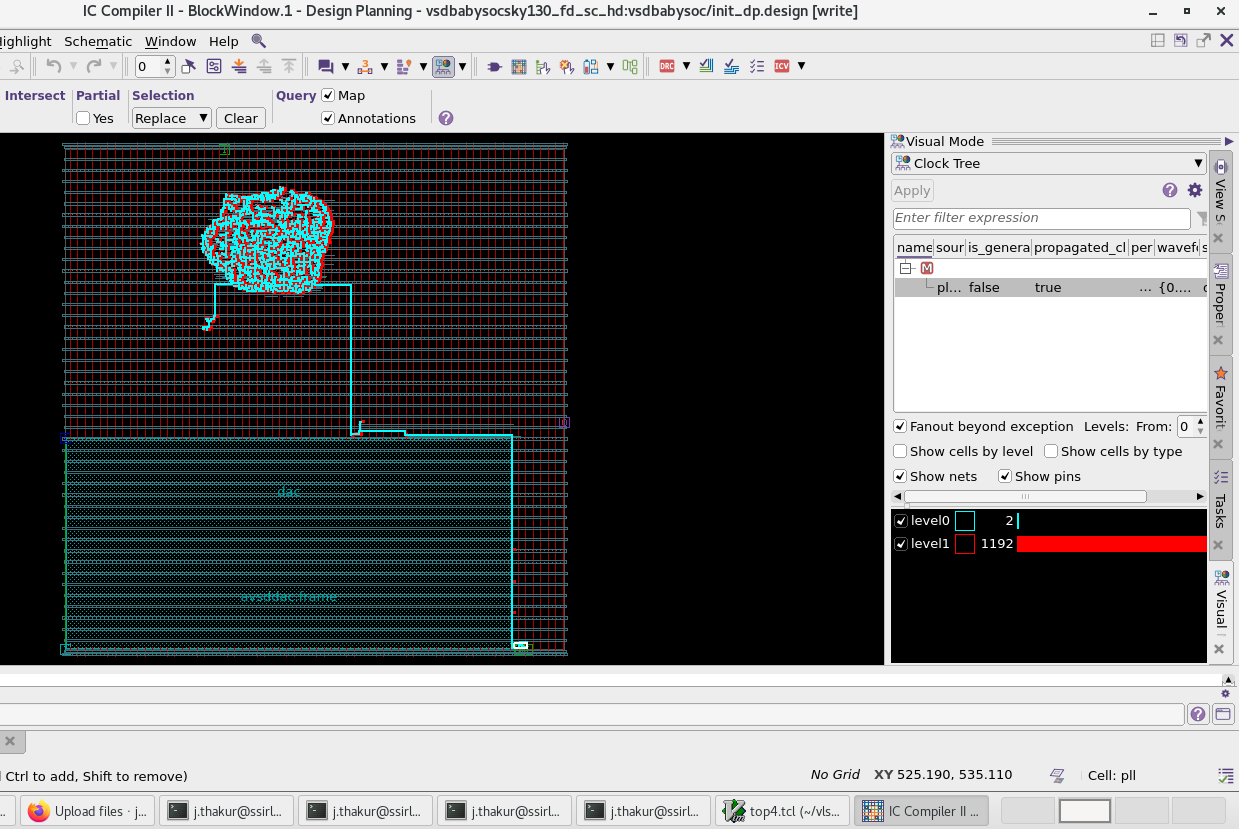 IC Compiler II - BlockWindow.1 - Design Planning - vsdbabysocsky130_fd_sc_hd:vsdbabysoc/init_dp.design [write]
Highlight Schematic Window Help
0 3 DRC ICV
Intersect Partial Selection Query Map
Yes Replace Clear Annotations
Visual Mode
Clock Tree
Apply
Enter filter expression
name sour is_genera propagated_cl per wavefo s
M
pl... false true ... {0....
Fanout beyond exception Levels: From: 0
Show cells by level Show cells by type
Show nets Show pins
level0 2
level1 1192
dac
avsddac.frame
View S
Proper
Favorit
Tasks
Visual
Ctrl to add, Shift to remove)
No Grid XY 525.190, 535.110 Cell: pll
... Upload files · j... j.thakur@ssirl... j.thakur@ssirl... j.thakur@ssirl... j.thakur@ssirl... top4.tcl (~/vls... IC Compiler II ...